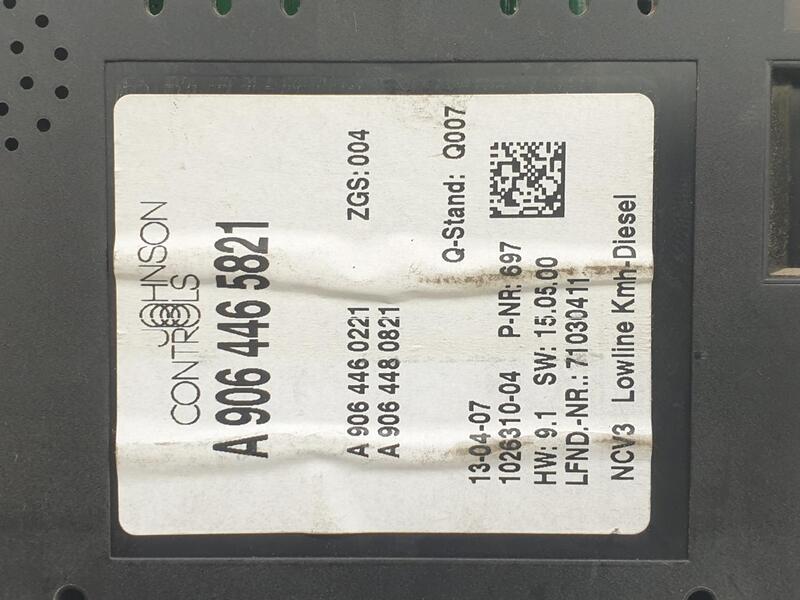 JOHNSON
CONTROLS
A 906 446 5821
A 906 446 0221 ZGS: 004
A 906 448 0821
13-04-07 Q-Stand: Q007
1026310-04 P-NR: 697
HW: 9.1 SW: 15.05.00
LFND.-NR.: 71030411
NCV3 Lowline Kmh-Diesel